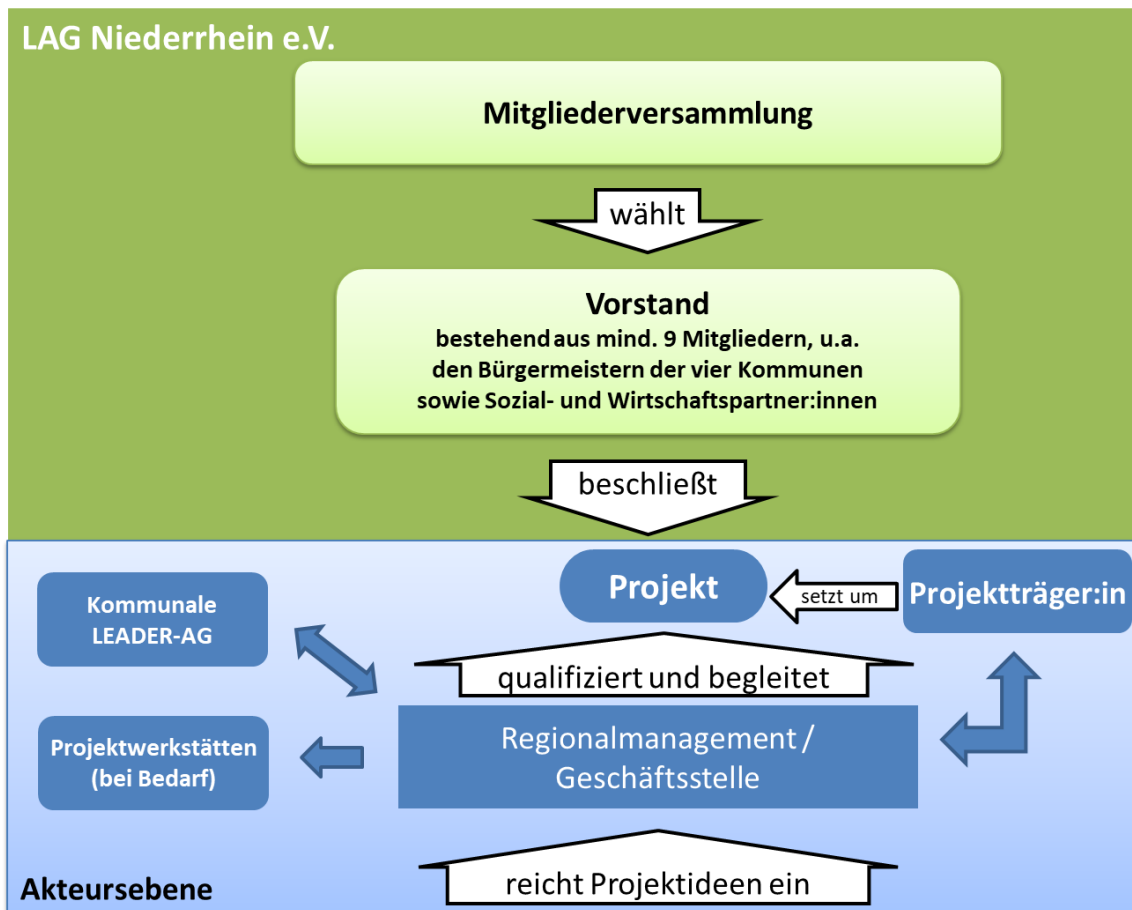 LAG Niederrhein e.V.
Mitgliederversammlung
wählt
Vorstand
bestehend aus mind. 9 Mitgliedern, u.a.
den Bürgermeistern der vier Kommunen
sowie Sozial- und Wirtschaftspartner:innen
beschließt
Projekt
setzt um
Projektträger:in
Kommunale
LEADER-AG
qualifiziert und begleitet
Projektwerkstätten
(bei Bedarf)
Regionalmanagement /
Geschäftsstelle
Akteursebene
reicht Projektideen ein